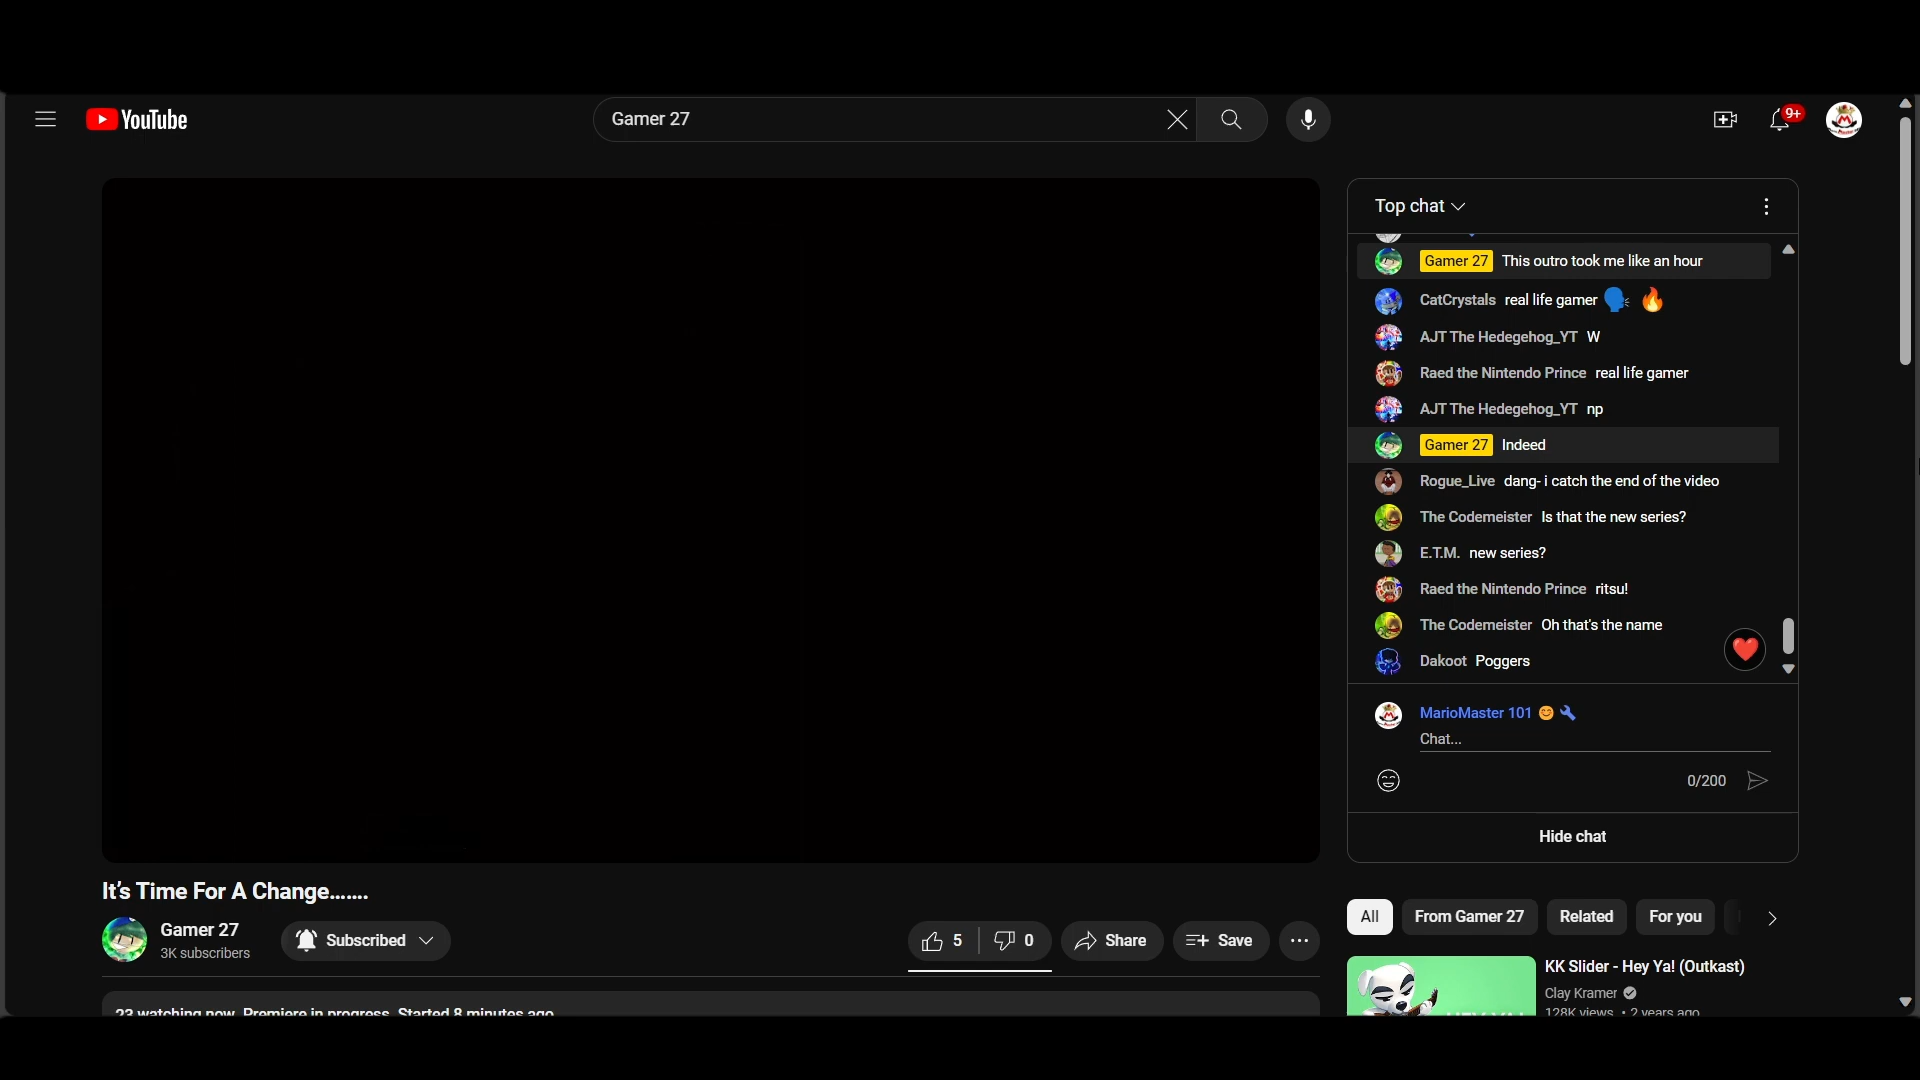 YouTube
Gamer 27
9+
Top chat
Gamer 27 This outro took me like an hour
CatCrystals real life gamer 🗣️ 🔥
AJT The Hedegehog_YT W
Raed the Nintendo Prince real life gamer
AJT The Hedegehog_YT np
Gamer 27 Indeed
Rogue_Live dang- i catch the end of the video
The Codemeister Is that the new series?
E.T.M. new series?
Raed the Nintendo Prince ritsu!
The Codemeister Oh that's the name
Dakoot Poggers
MarioMaster 101 😊 🔧
Chat...
0/200
Hide chat
It's Time For A Change.......
Gamer 27
3K subscribers
Subscribed
5
0
Share
Save
All
From Gamer 27
Related
For you
KK Slider - Hey Ya! (Outkast)
Clay Kramer
128K views • 2 years ago
23 watching now Premiere in progress. Started 8 minutes ago